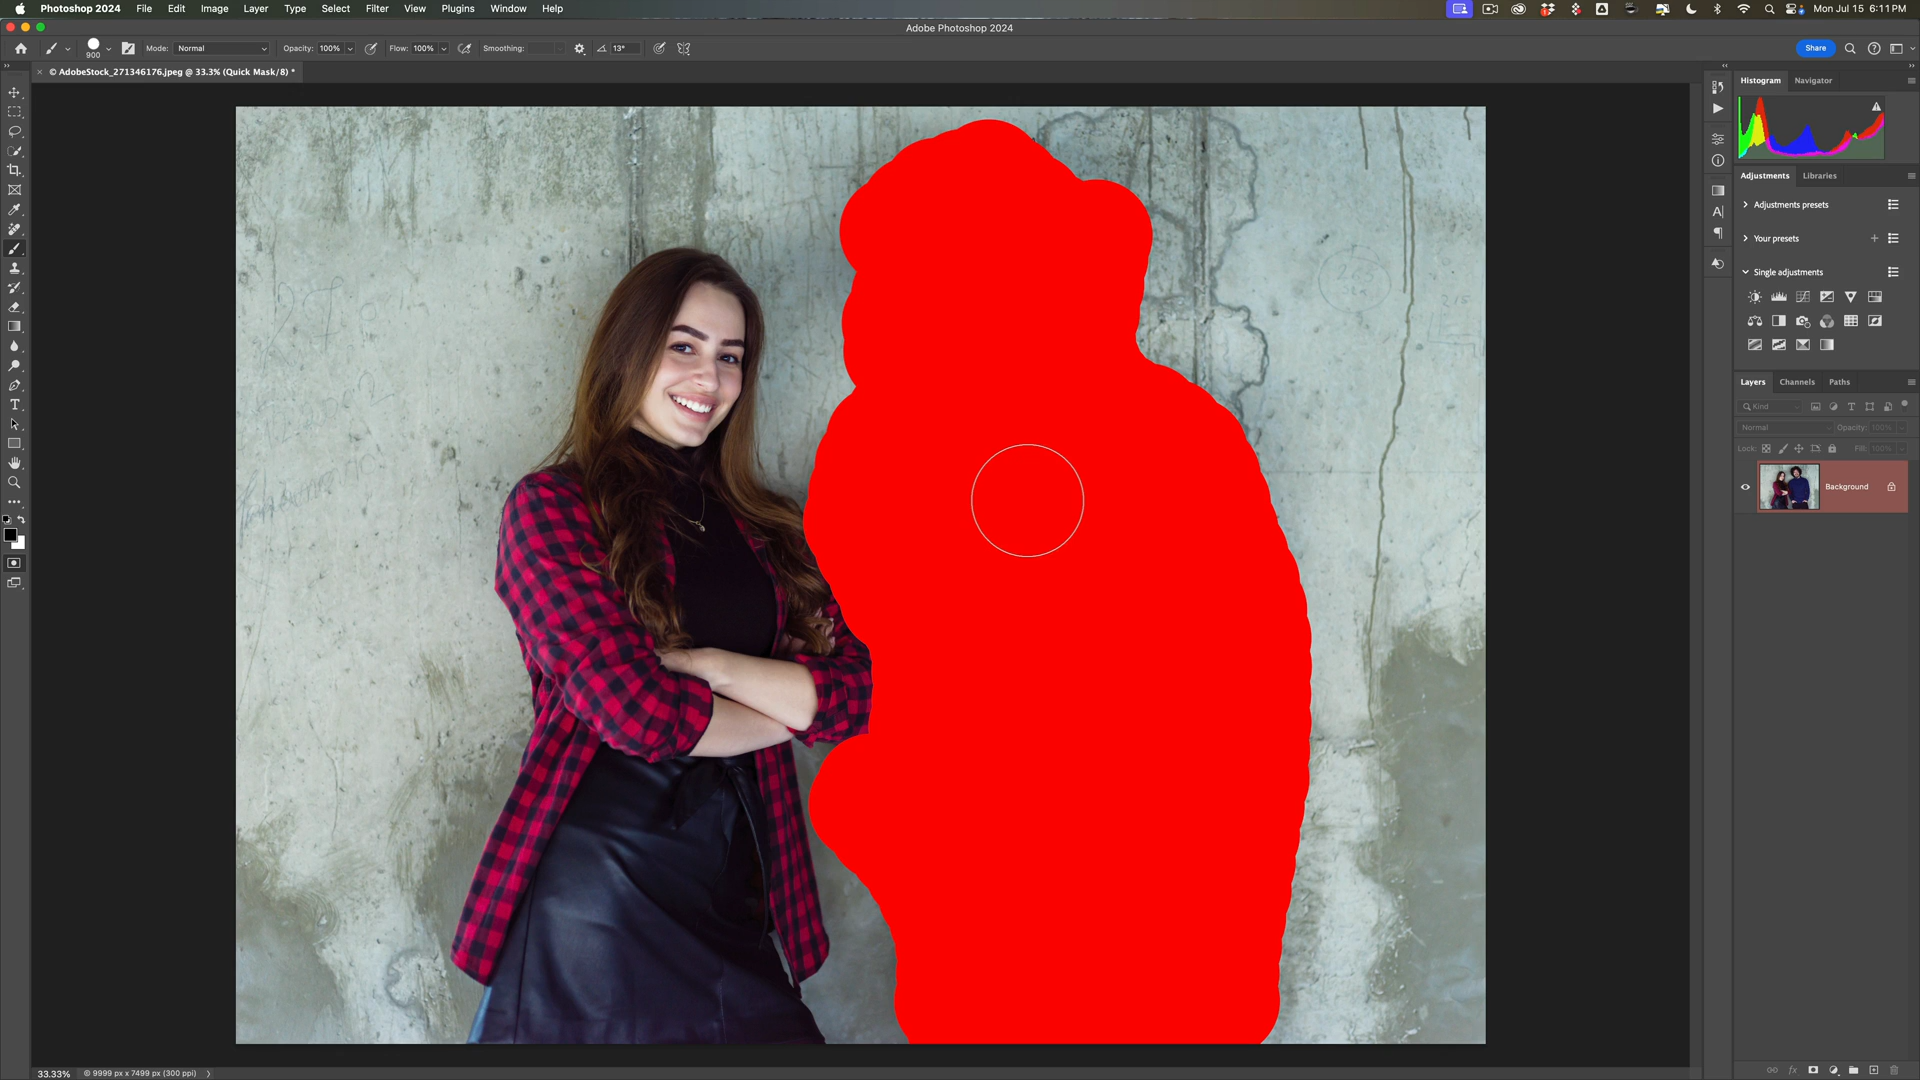 Photoshop 2024 File Edit Image Layer Type Select Filter View Plugins Window Help Mon Jul 15 6:11 PM
Adobe Photoshop 2024
900 Mode: Normal Opacity: 100% Flow: 100% Smoothing: 13° Share
© AdobeStock_271346176.jpeg @ 33.3% (Quick Mask/8) *
Histogram Navigator
Adjustments Libraries
Adjustments presets
Your presets
Single adjustments
Layers Channels Paths
Kind
Normal Opacity: 100%
Lock: Fill: 100%
Background
33.33% 9999 px x 7499 px (300 ppi)